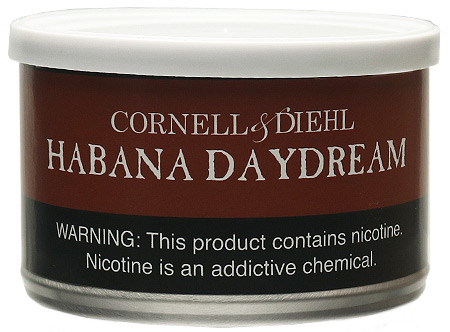 CORNELL & DIEHL
HABANA DAYDREAM
WARNING: This product contains nicotine.
Nicotine is an addictive chemical.